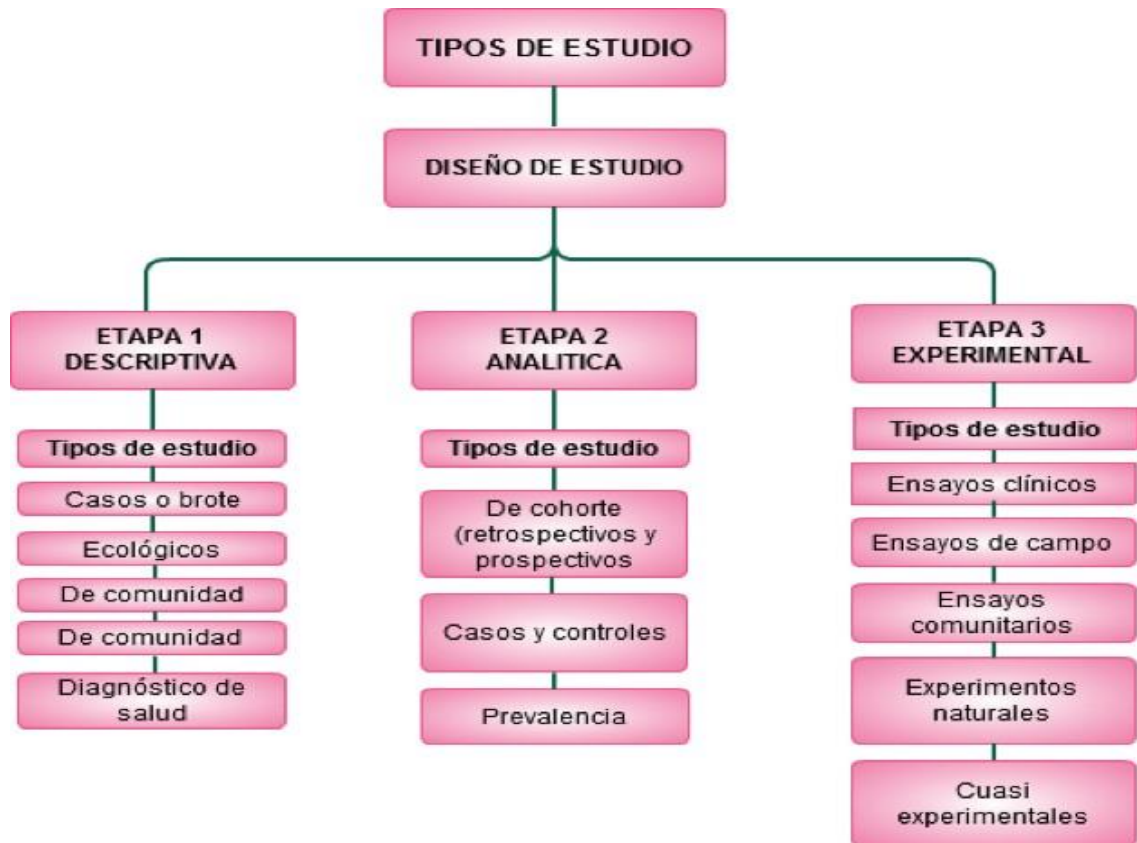 TIPOS DE ESTUDIO
DISEÑO DE ESTUDIO
ETAPA 1
DESCRIPTIVA
Tipos de estudio
Casos o brote
Ecológicos
De comunidad
De comunidad
Diagnóstico de
salud
ETAPA 2
ANALITICA
Tipos de estudio
De cohorte
(retrospectivos y
prospectivos
Casos y controles
Prevalencia
ETAPA 3
EXPERIMENTAL
Tipos de estudio
Ensayos clínicos
Ensayos de campo
Ensayos
comunitarios
Experimentos
naturales
Cuasi
experimentales